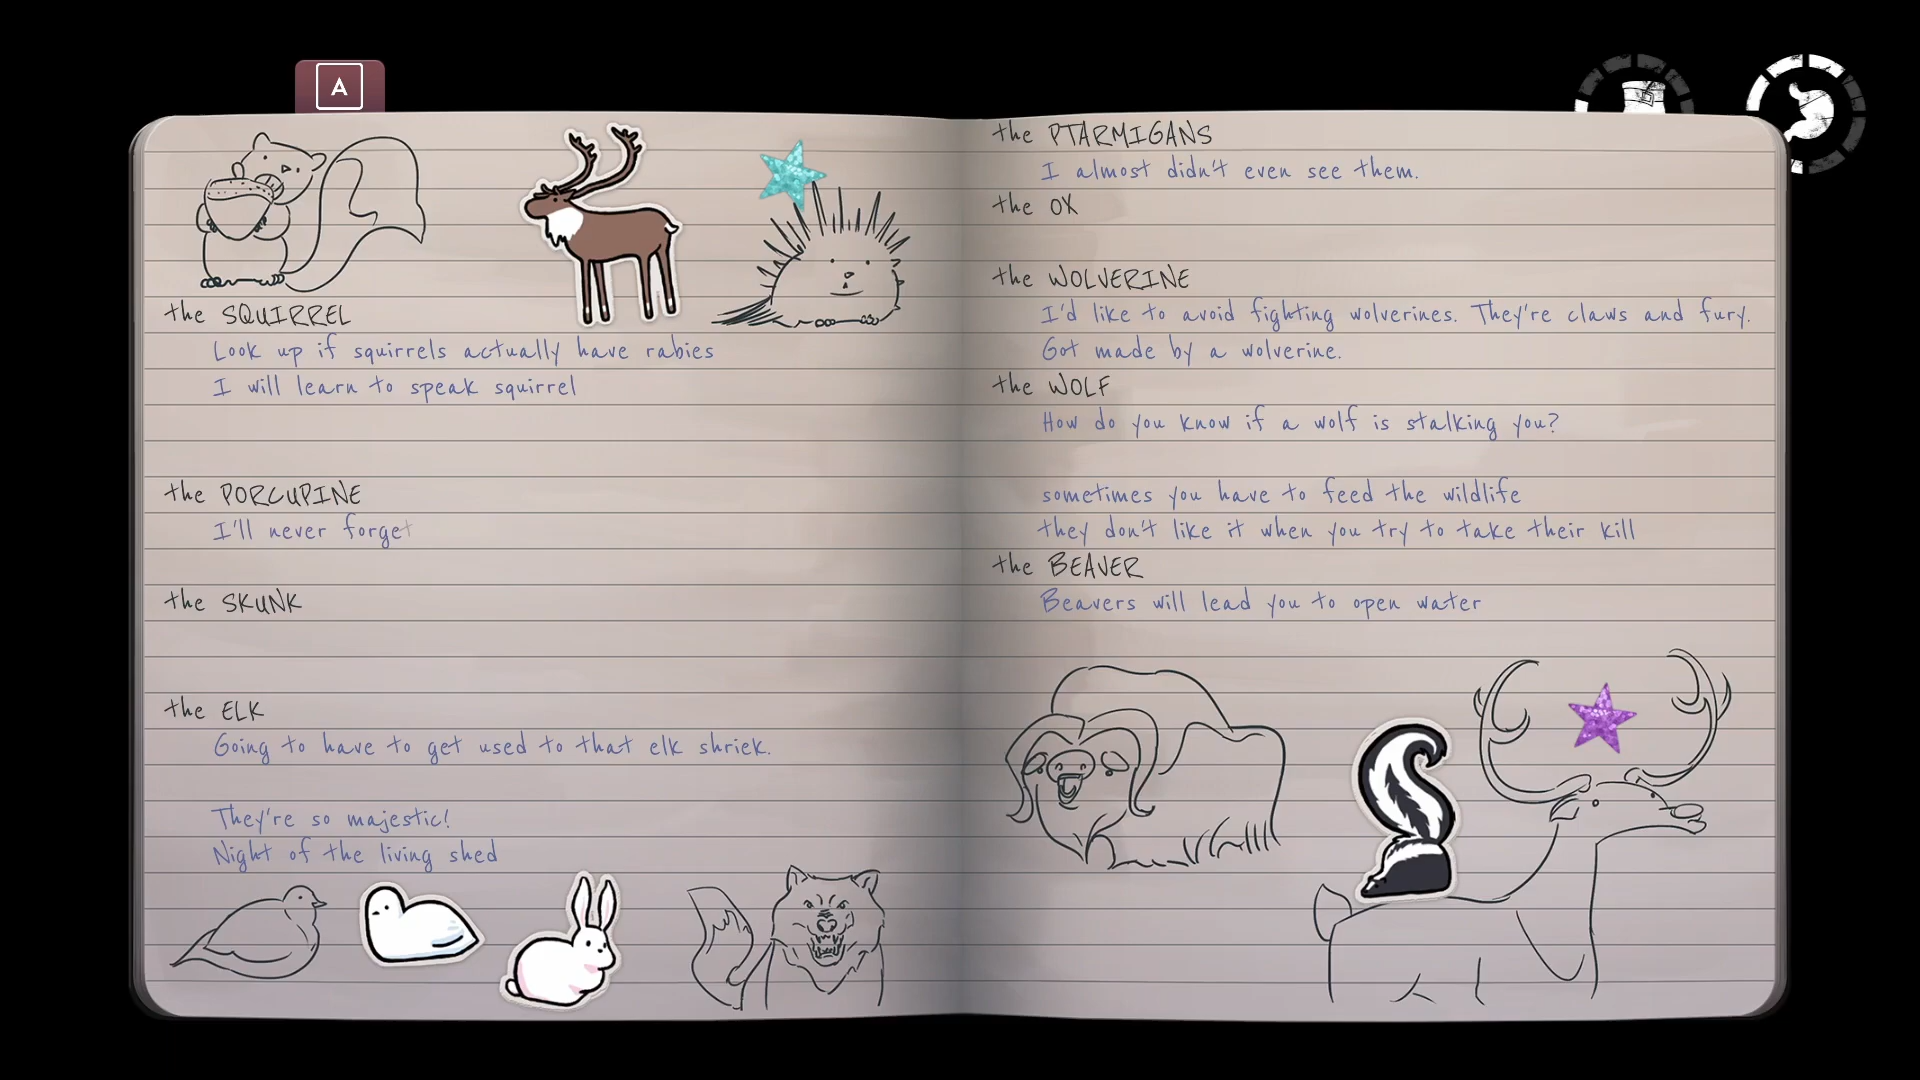 A
the SQUIRREL
Look up if squirrels actually have rabies
I will learn to speak squirrel
the PORCUPINE
I'll never forget
the SKUNK
the ELK
Going to have to get used to that elk shriek.
They're so majestic!
Night of the living shed
the PTARMIGANS
I almost didn't even see them.
the OX
the WOLVERINE
I'd like to avoid fighting wolverines. They're claws and fury.
Got made by a wolverine.
the WOLF
How do you know if a wolf is stalking you?
sometimes you have to feed the wildlife
they don't like it when you try to take their kill
the BEAVER
Beavers will lead you to open water